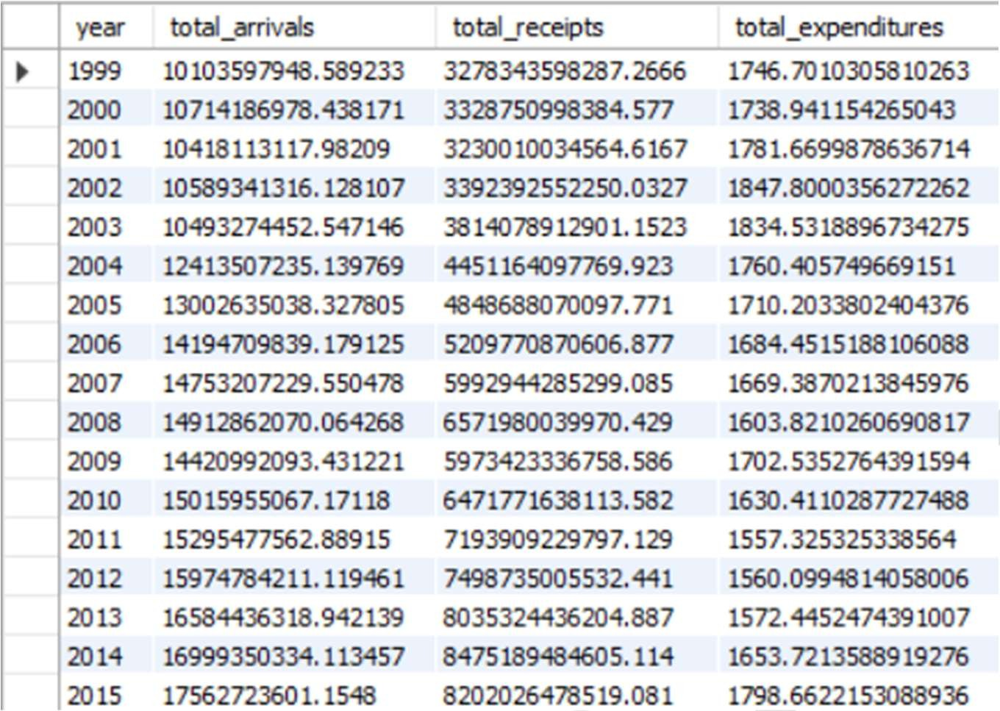 year total_arrivals total_receipts total_expenditures
1999 10103597948.589233 3278343598287.2666 1746.7010305810263
2000 10714186978.438171 3328750998384.577 1738.941154265043
2001 10418113117.98209 3230010034564.6167 1781.6699878636714
2002 10589341316.128107 3392392552250.0327 1847.8000356272262
2003 10493274452.547146 3814078912901.1523 1834.5318896734275
2004 12413507235.139769 4451164097769.923 1760.405749669151
2005 13002635038.327805 4848688070097.771 1710.2033802404376
2006 14194709839.179125 5209770870606.877 1684.4515188106088
2007 14753207229.550478 5992944285299.085 1669.3870213845976
2008 14912862070.064268 6571980039970.429 1603.8210260690817
2009 14420992093.431221 5973423336758.586 1702.5352764391594
2010 15015955067.17118 6471771638113.582 1630.4110287727488
2011 15295477562.88915 7193909229797.129 1557.325325338564
2012 15974784211.119461 7498735005532.441 1560.0994814058006
2013 16584436318.942139 8035324436204.887 1572.4452474391007
2014 16999350334.113457 8475189484605.114 1653.7213588919276
2015 17562723601.1548 8202026478519.081 1798.6622153088936